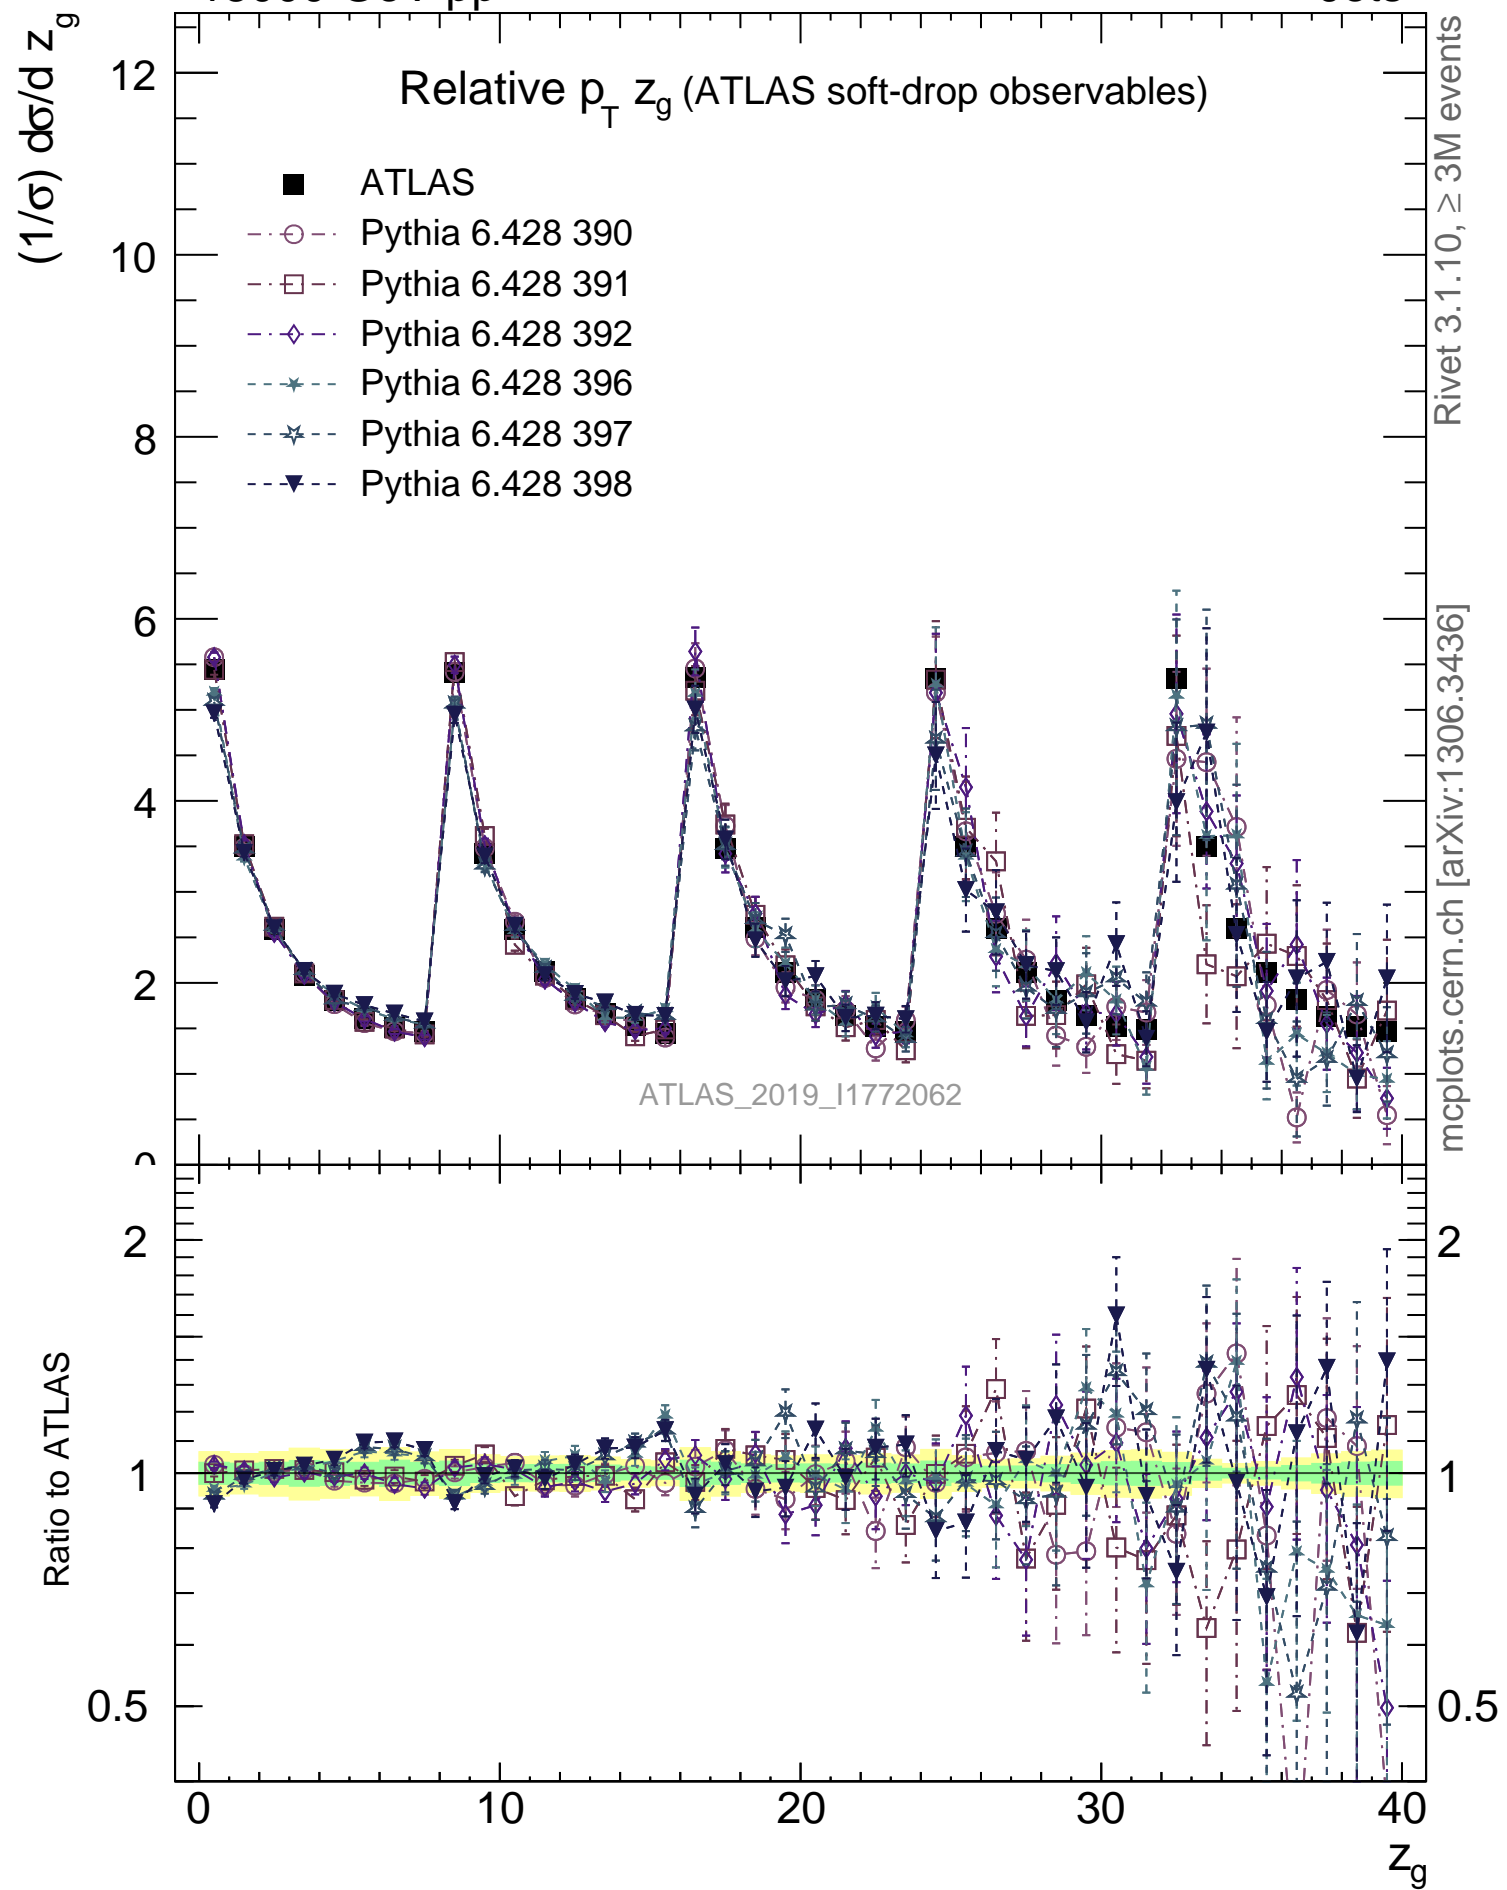 (1/σ) dσ/d z_g
Relative p_T z_g (ATLAS soft-drop observables)
ATLAS
Pythia 6.428 390
Pythia 6.428 391
Pythia 6.428 392
Pythia 6.428 396
Pythia 6.428 397
Pythia 6.428 398
12
10
8
6
4
2
0
ATLAS_2019_I1772062
Rivet 3.1.10, ≥ 3M events
mcplots.cern.ch [arXiv:1306.3436]
Ratio to ATLAS
2
1
0.5
2
1
0.5
0
10
20
30
40
z_g